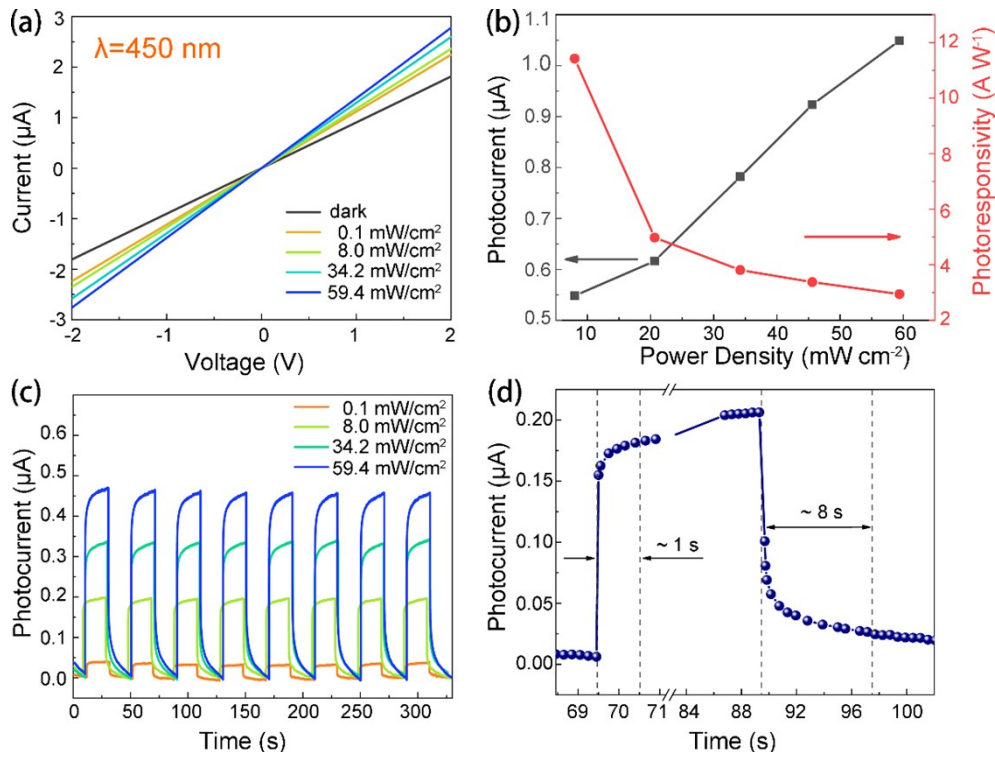 (a)
λ=450 nm
3
2
1
0
-1
-2
-3
Current (μA)
-2
-1
0
1
2
Voltage (V)
dark
0.1 mW/cm²
8.0 mW/cm²
34.2 mW/cm²
59.4 mW/cm²
(b)
1.1
1.0
0.9
0.8
0.7
0.6
0.5
Photocurrent (μA)
10
20
30
40
50
60
Power Density (mW cm⁻²)
12
10
8
6
4
2
Photoresponsivity (A W⁻¹)
(c)
0.6
0.5
0.4
0.3
0.2
0.1
0.0
Photocurrent (μA)
0
50
100
150
200
250
300
Time (s)
0.1 mW/cm²
8.0 mW/cm²
34.2 mW/cm²
59.4 mW/cm²
(d)
0.20
0.15
0.10
0.05
0.00
Photocurrent (μA)
~ 1 s
~ 8 s
69
70
71
84
88
92
96
100
Time (s)